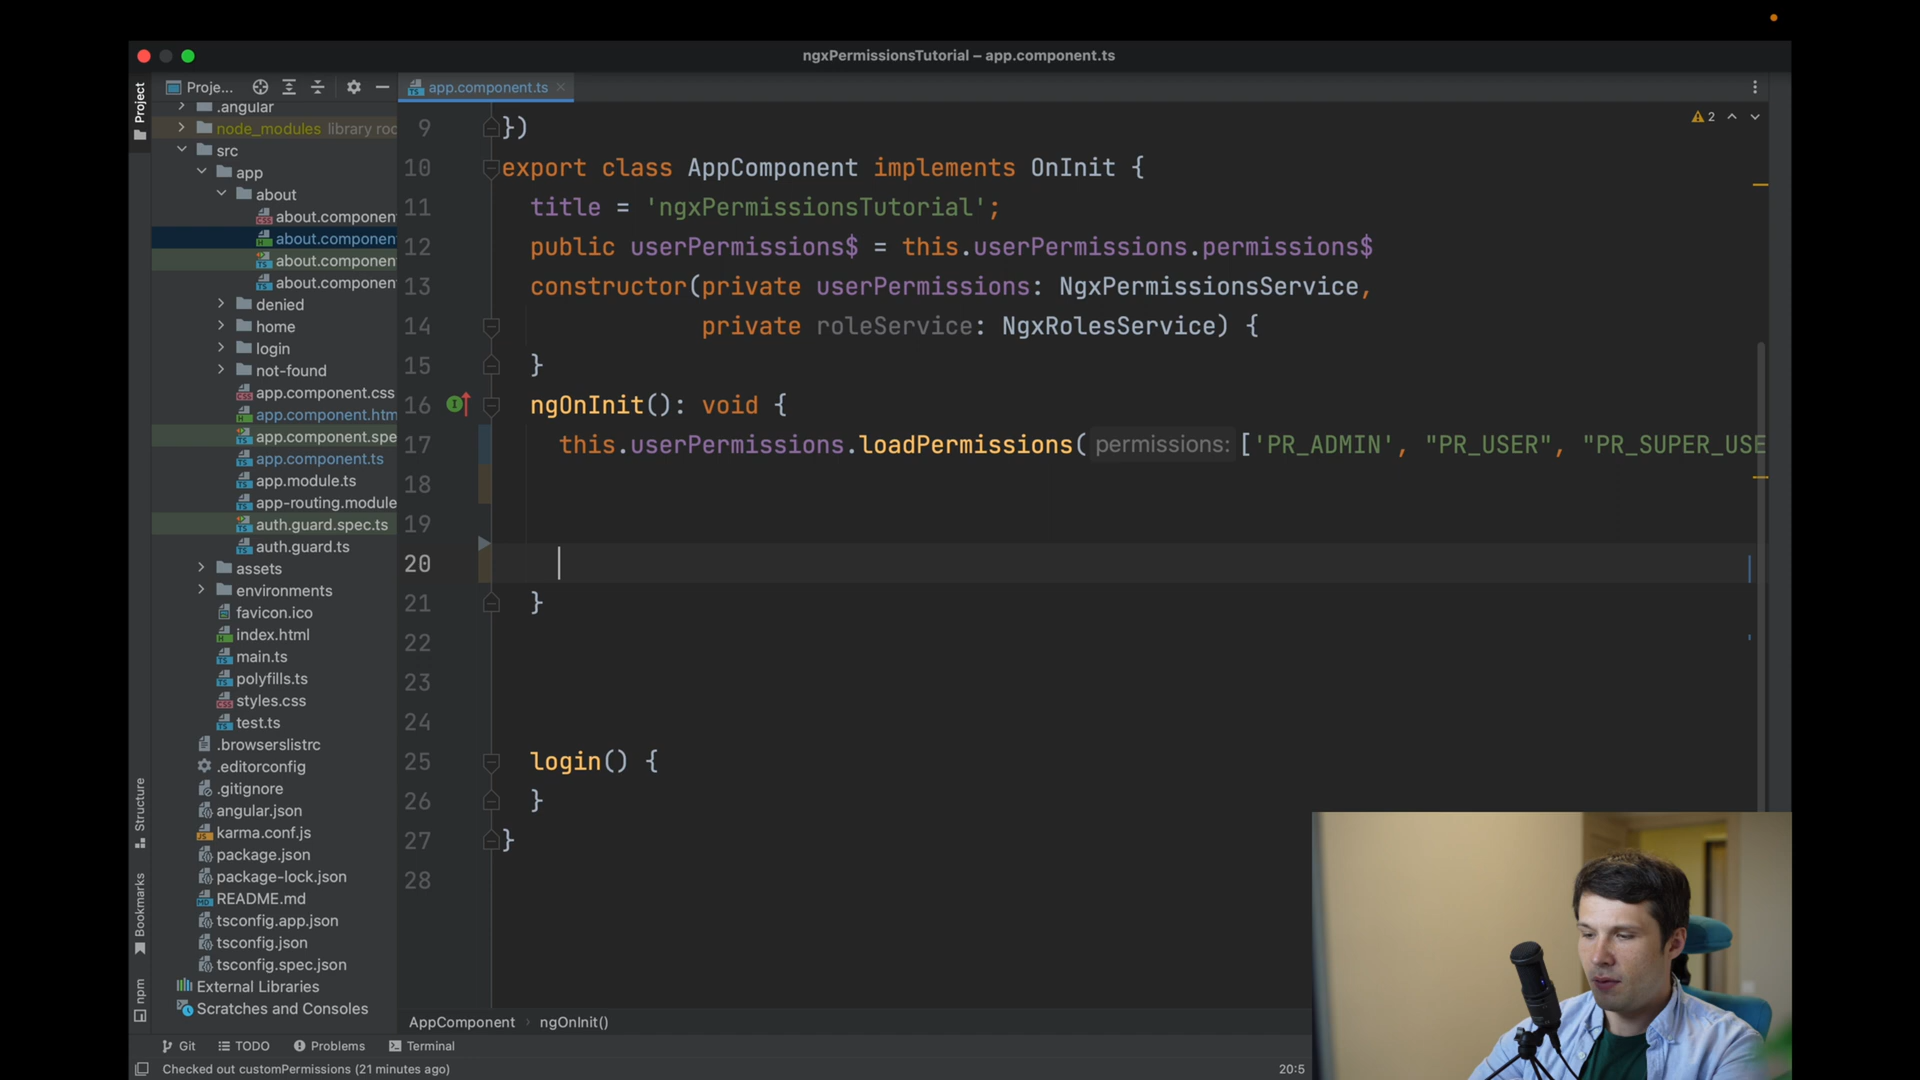 ngxPermissionsTutorial – app.component.ts
Project
Proje...
app.component.ts
.angular
node_modules library roo
src
app
about
about.component
about.component
about.component
about.component
denied
home
login
not-found
app.component.css
app.component.htm
app.component.spe
app.component.ts
app.module.ts
app-routing.module
auth.guard.spec.ts
auth.guard.ts
assets
environments
favicon.ico
index.html
main.ts
polyfills.ts
styles.css
test.ts
.browserslistrc
.editorconfig
.gitignore
angular.json
karma.conf.js
package.json
package-lock.json
README.md
tsconfig.app.json
tsconfig.json
tsconfig.spec.json
External Libraries
Scratches and Consoles
Structure
Bookmarks
npm
2
9 })
10 export class AppComponent implements OnInit {
11 title = 'ngxPermissionsTutorial';
12 public userPermissions$ = this.userPermissions.permissions$
13 constructor(private userPermissions: NgxPermissionsService,
14 private roleService: NgxRolesService) {
15 }
16 ngOnInit(): void {
17 this.userPermissions.loadPermissions( permissions: ['PR_ADMIN', "PR_USER", "PR_SUPER_USE
18
19
20
21 }
22
23
24
25 login() {
26 }
27 }
28
AppComponent › ngOnInit()
Git TODO Problems Terminal
Checked out customPermissions (21 minutes ago)
20:5